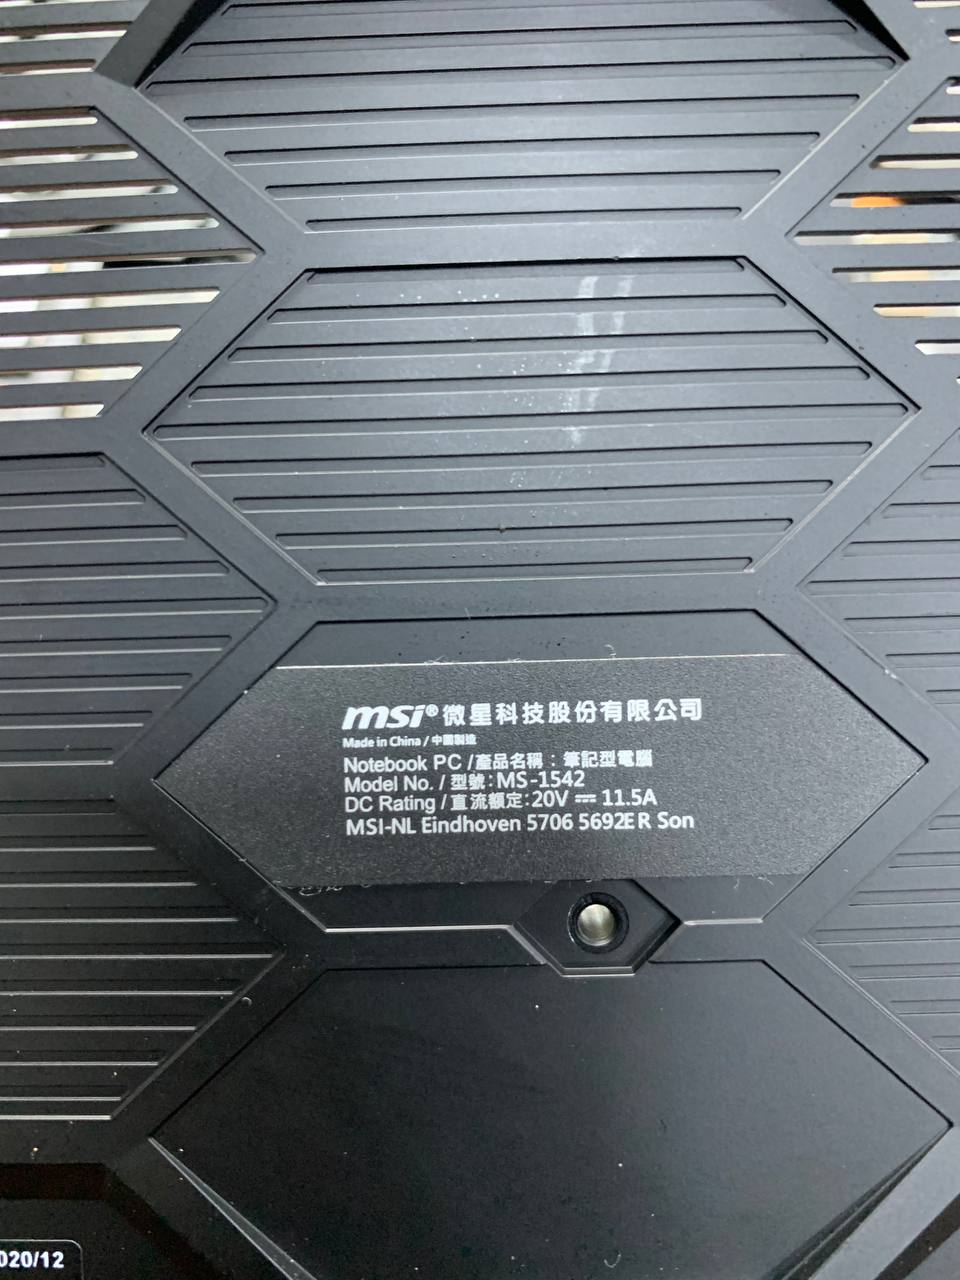 msi® 微星科技股份有限公司
Made in China / 中國製造
Notebook PC / 產品名稱 : 筆記型電腦
Model No. / 型號: MS-1542
DC Rating / 直流額定: 20V ⎓ 11.5A
MSI-NL Eindhoven 5706 5692ER Son
020/12